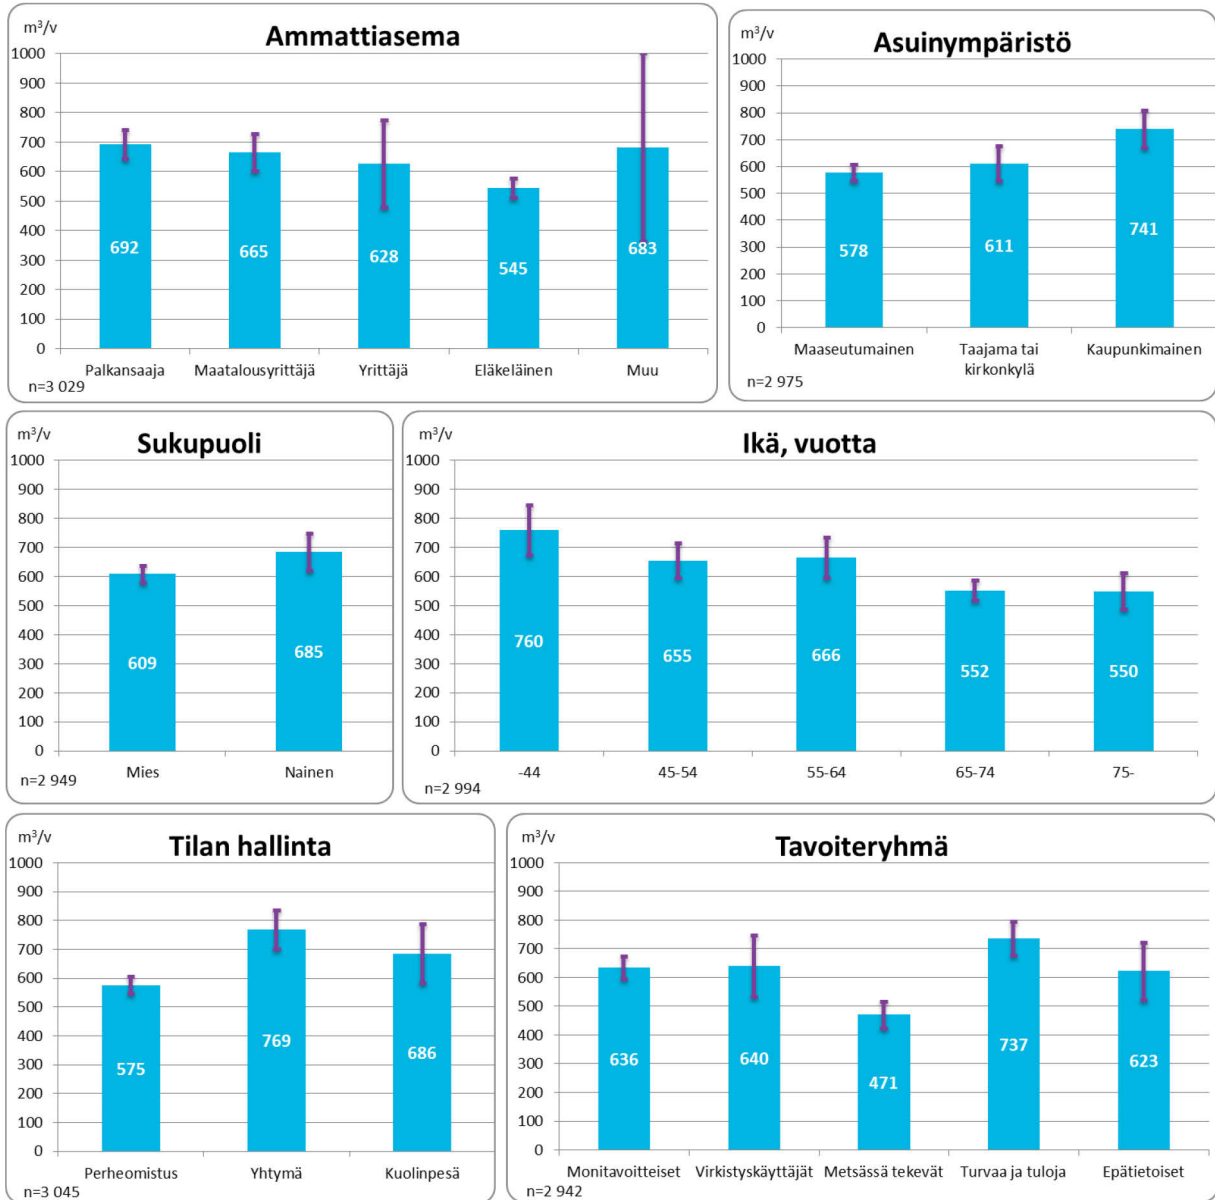 m³/v
Ammattiasema
1000
900
800
700
600
500
400
300
200
100
0
692
665
628
545
683
Palkansaaja
Maatalousyrittäjä
Yrittäjä
Eläkeläinen
Muu
n=3 029
m³/v
Asuinympäristö
1000
900
800
700
600
500
400
300
200
100
0
578
611
741
Maaseutumainen
Taajama tai
kirkonkylä
Kaupunkimainen
n=2 975
m³/v
Sukupuoli
1000
900
800
700
600
500
400
300
200
100
0
609
685
Mies
Nainen
n=2 949
m³/v
Ikä, vuotta
1000
900
800
700
600
500
400
300
200
100
0
760
655
666
552
550
-44
45-54
55-64
65-74
75-
n=2 994
m³/v
Tilan hallinta
1000
900
800
700
600
500
400
300
200
100
0
575
769
686
Perheomistus
Yhtymä
Kuolinpesä
n=3 045
m³/v
Tavoiteryhmä
1000
900
800
700
600
500
400
300
200
100
0
636
640
471
737
623
Monitavoitteiset
Virkistyskäyttäjät
Metsässä tekevät
Turvaa ja tuloja
Epätietoiset
n=2 942